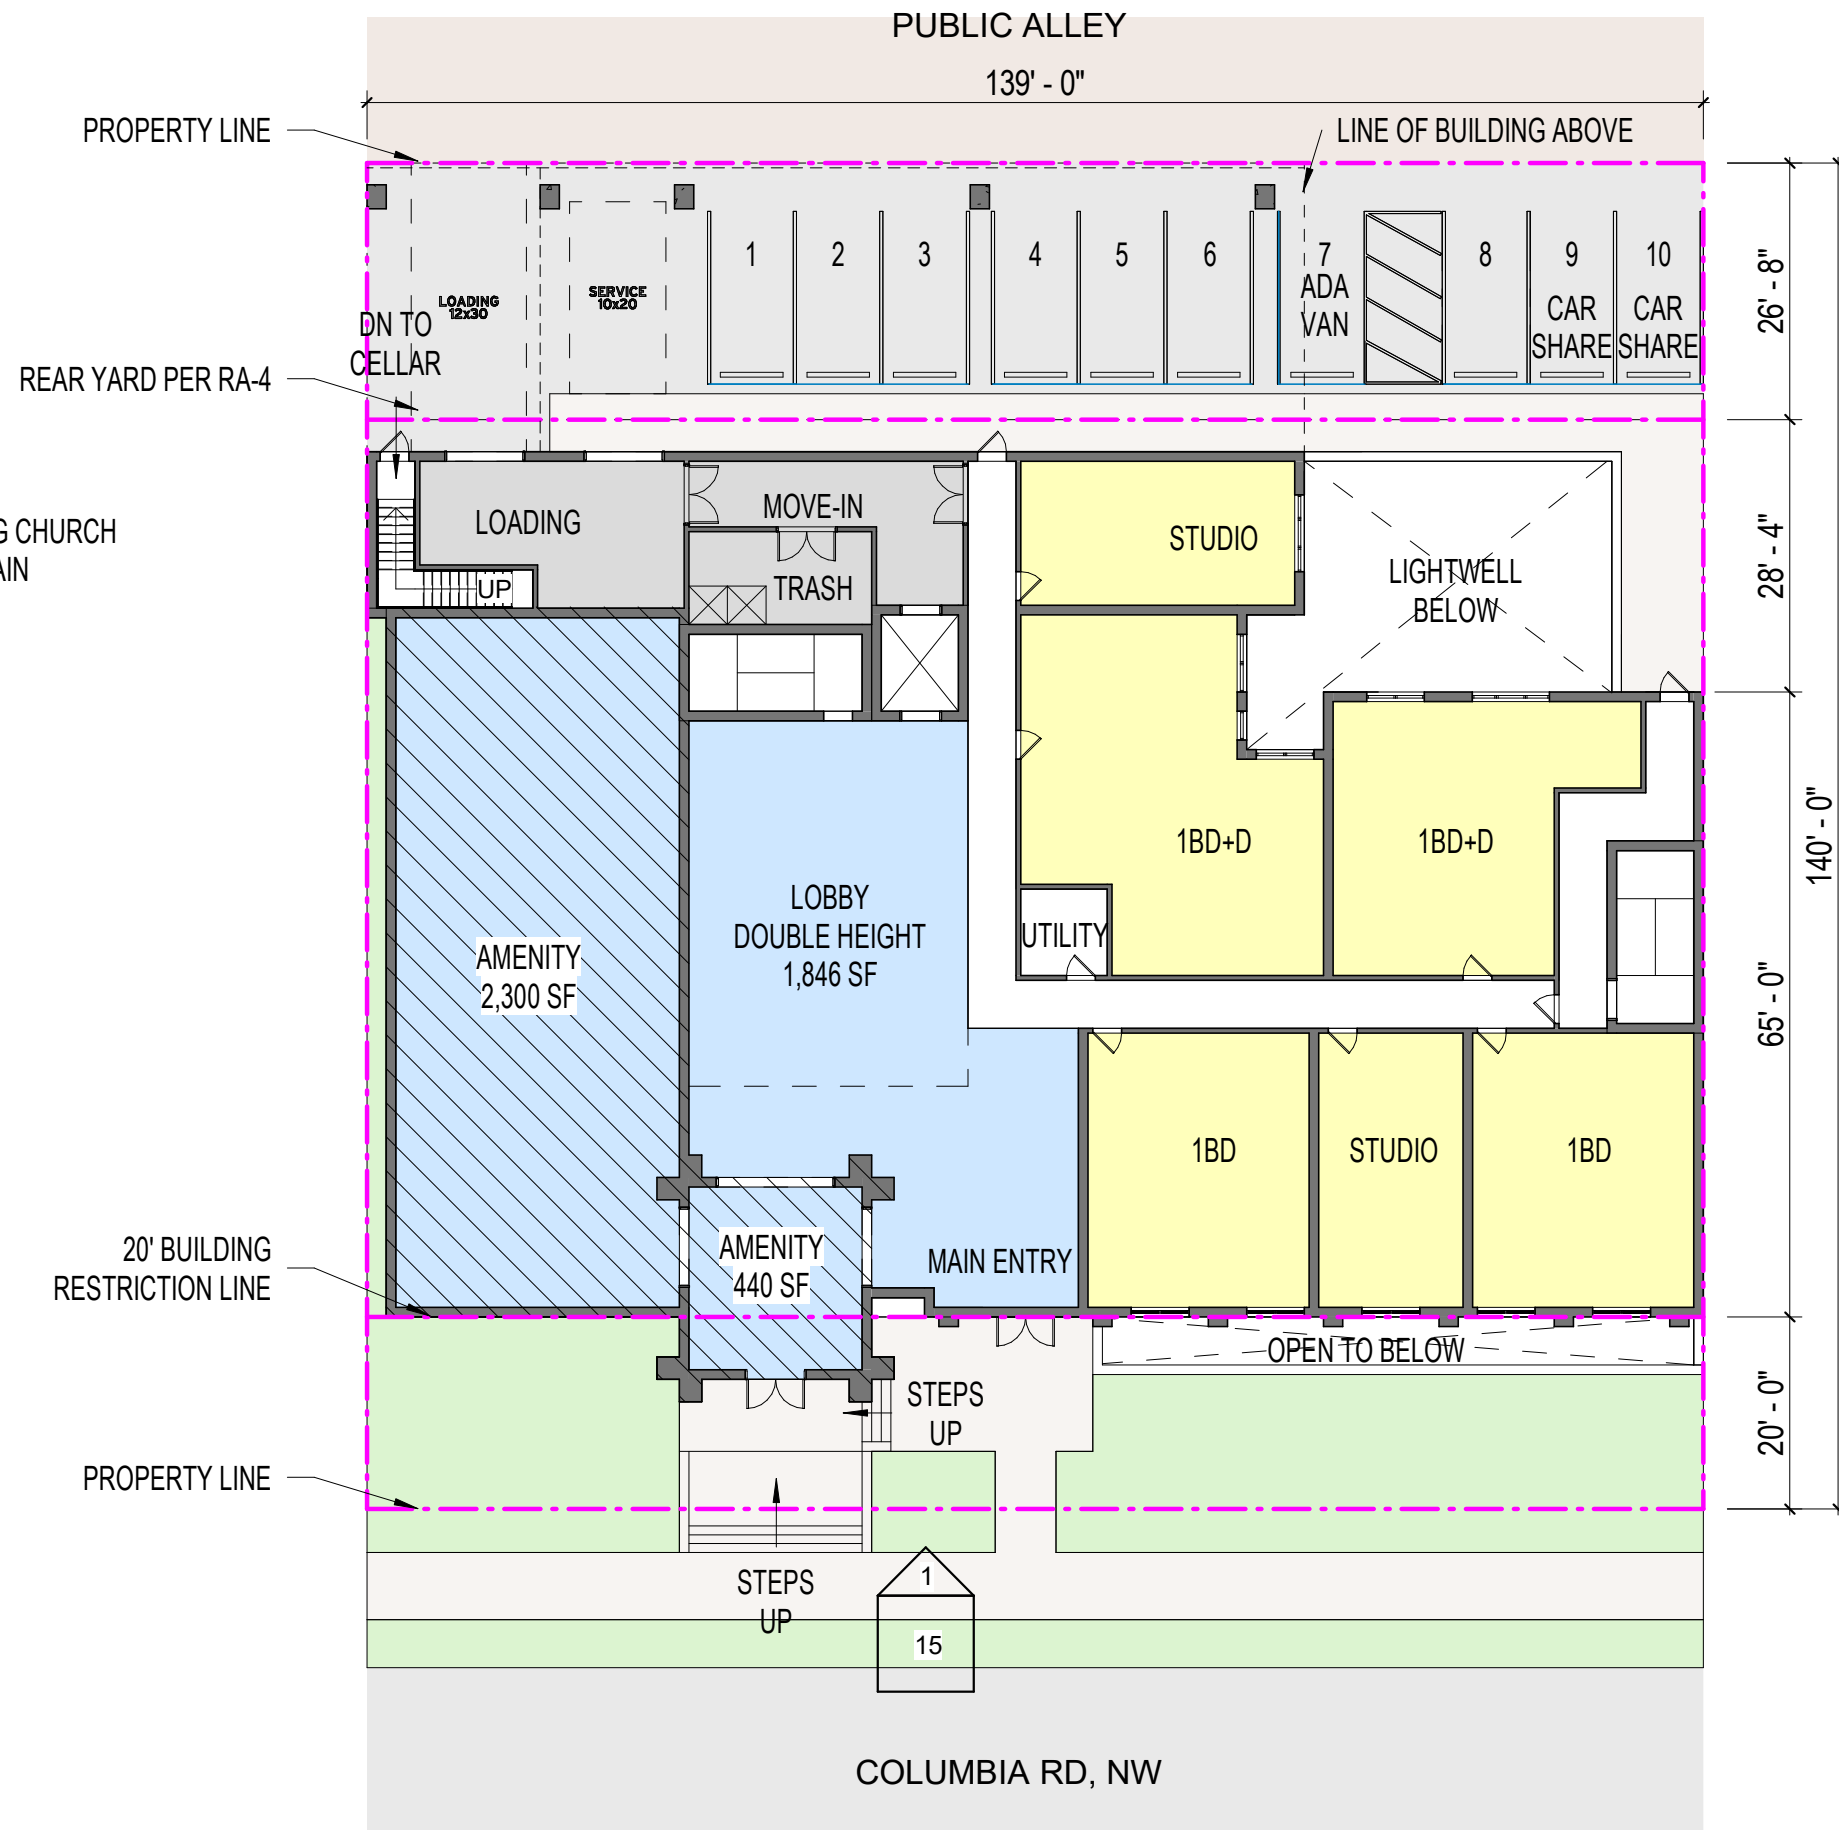 PUBLIC ALLEY
139' - 0"
PROPERTY LINE
LINE OF BUILDING ABOVE
1
2
3
4
5
6
7
ADA
VAN
8
9
CAR
SHARE
10
CAR
SHARE
LOADING
12x30
SERVICE
10x20
DN TO
CELLAR
26' - 8"
REAR YARD PER RA-4
G CHURCH
AIN
LOADING
MOVE-IN
TRASH
UP
STUDIO
LIGHTWELL
BELOW
28' - 4"
1BD+D
1BD+D
140' - 0"
LOBBY
DOUBLE HEIGHT
1,846 SF
UTILITY
AMENITY
2,300 SF
65' - 0"
1BD
STUDIO
1BD
20' BUILDING
RESTRICTION LINE
AMENITY
440 SF
MAIN ENTRY
OPEN TO BELOW
STEPS
UP
20' - 0"
PROPERTY LINE
STEPS
UP
1
15
COLUMBIA RD, NW